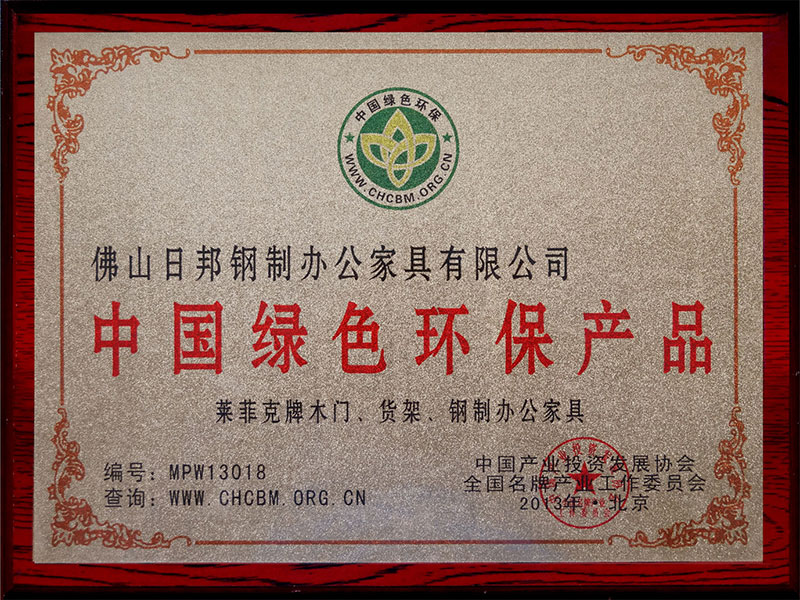 中国绿色环保
WWW.CHCBM.ORG.CN
佛山日邦钢制办公家具有限公司
中国绿色环保产品
莱菲克牌木门、货架、钢制办公家具
编号：MPW13018
查询：WWW.CHCBM.ORG.CN
中国产业投资发展协会
全国名牌产业工作委员会
2013年·北京